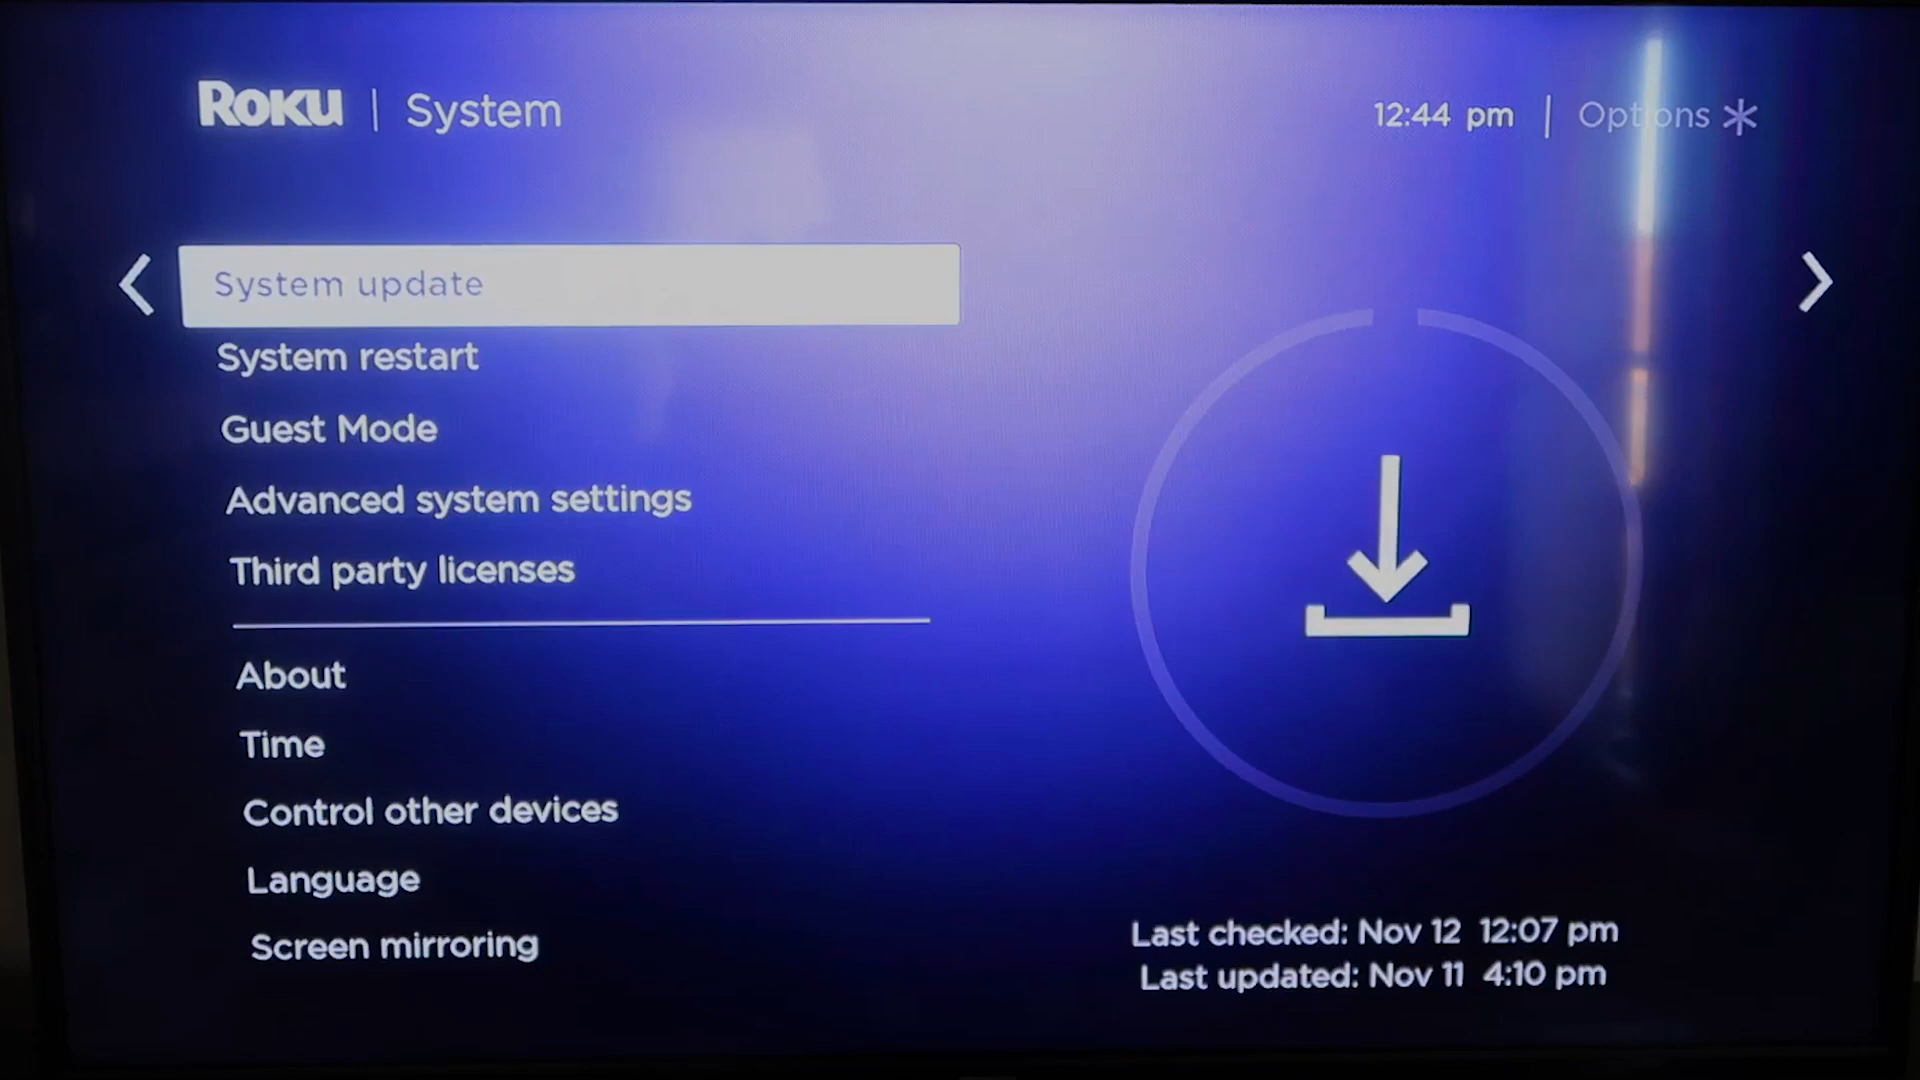 Roku | System
12:44 pm | Options *
System update
System restart
Guest Mode
Advanced system settings
Third party licenses
About
Time
Control other devices
Language
Screen mirroring
Last checked: Nov 12 12:07 pm
Last updated: Nov 11 4:10 pm